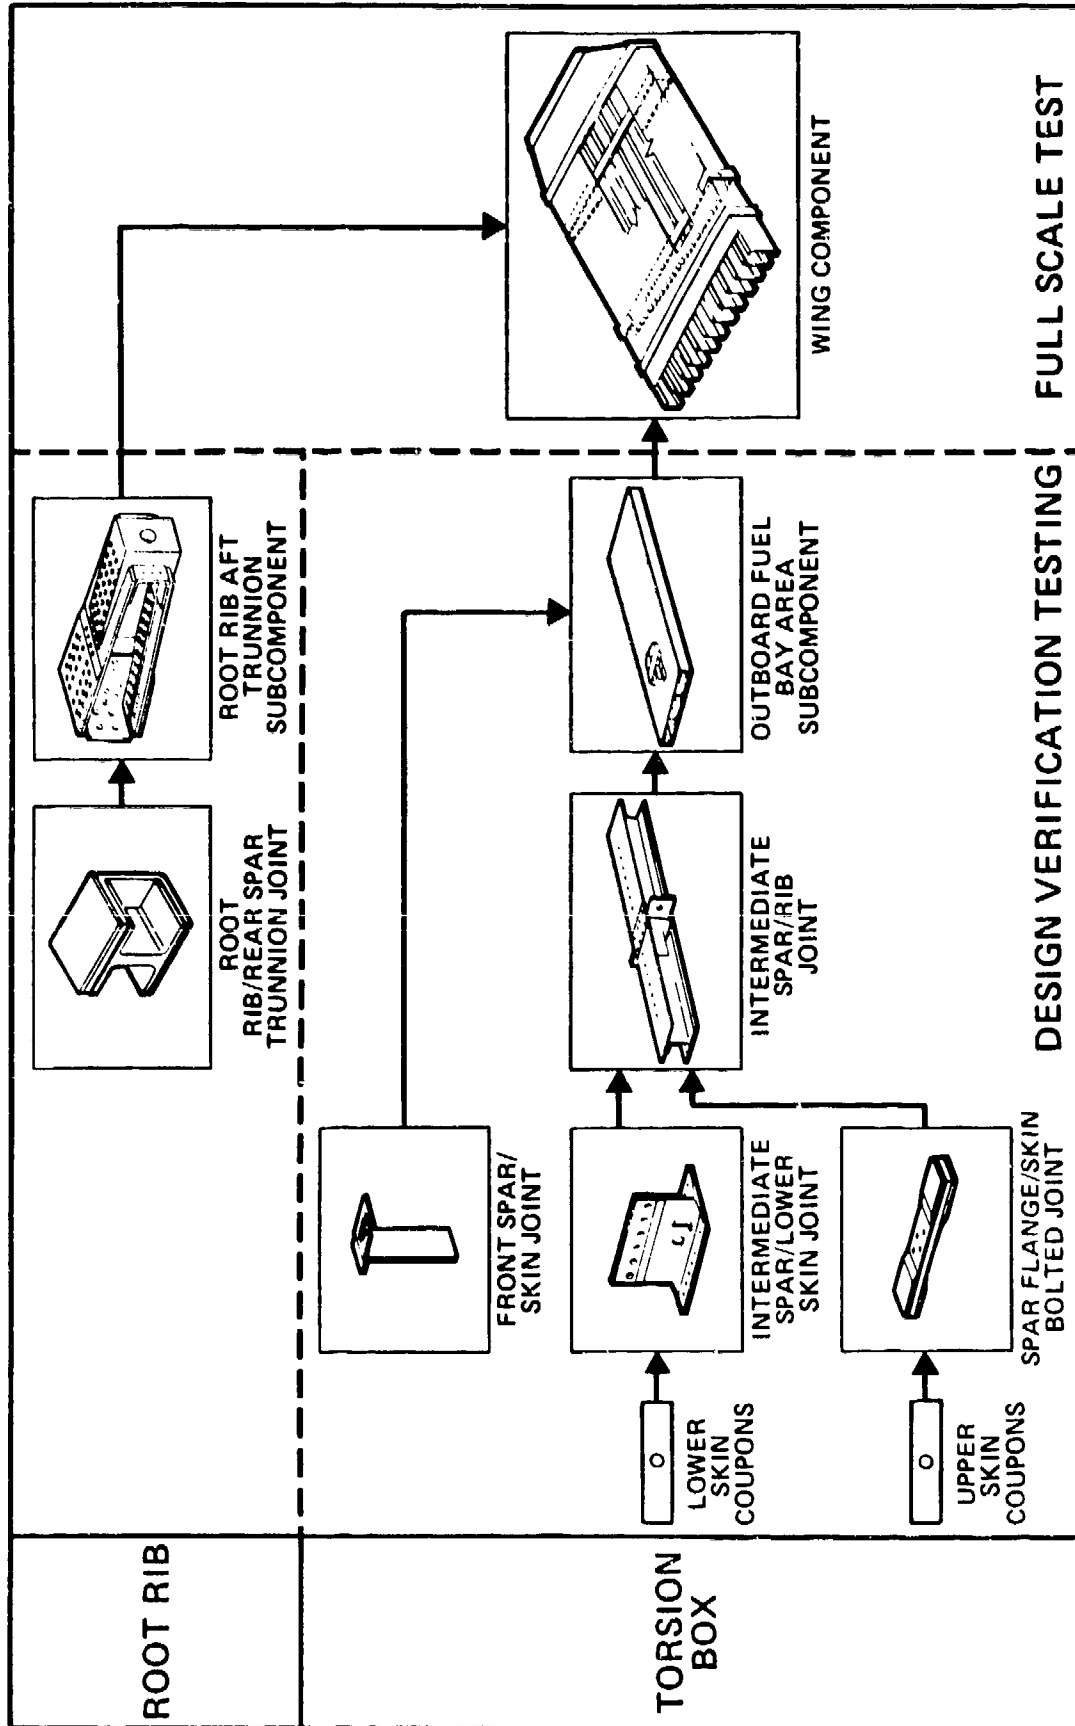 ROOT RIB
ROOT
RIB/REAR SPAR
TRUNNION JOINT
ROOT RIB AFT
TRUNNION
SUBCOMPONENT
TORSION
BOX
FRONT SPAR/
SKIN JOINT
LOWER
SKIN
COUPONS
INTERMEDIATE
SPAR/LOWER
SKIN JOINT
INTERMEDIATE
SPAR/RIB
JOINT
OUTBOARD FUEL
BAY AREA
SUBCOMPONENT
UPPER
SKIN
COUPONS
SPAR FLANGE/SKIN
BOLTED JOINT
WING COMPONENT
DESIGN VERIFICATION TESTING
FULL SCALE TEST